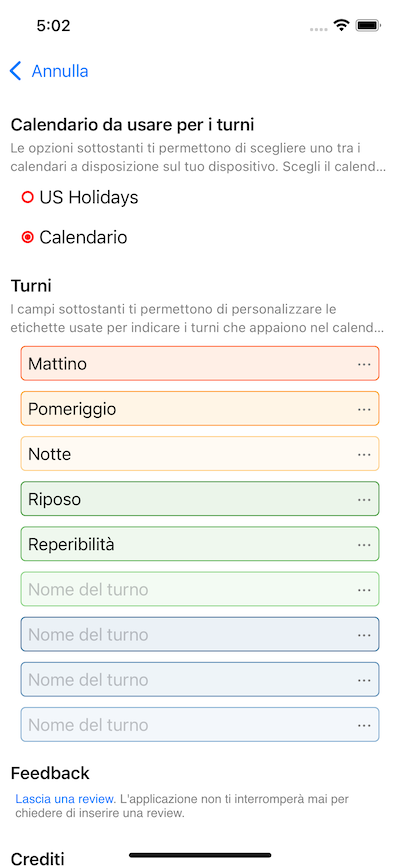 5:02
Annulla
Calendario da usare per i turni
Le opzioni sottostanti ti permettono di scegliere uno tra i
calendari a disposizione sul tuo dispositivo. Scegli il calend...
US Holidays
Calendario
Turni
I campi sottostanti ti permettono di personalizzare le
etichette usate per indicare i turni che appaiono nel calend...
Mattino ...
Pomeriggio ...
Notte ...
Riposo ...
Reperibilità ...
Nome del turno ...
Nome del turno ...
Nome del turno ...
Nome del turno ...
Feedback
Lascia una review. L'applicazione non ti interromperà mai per
chiedere di inserire una review.
Crediti